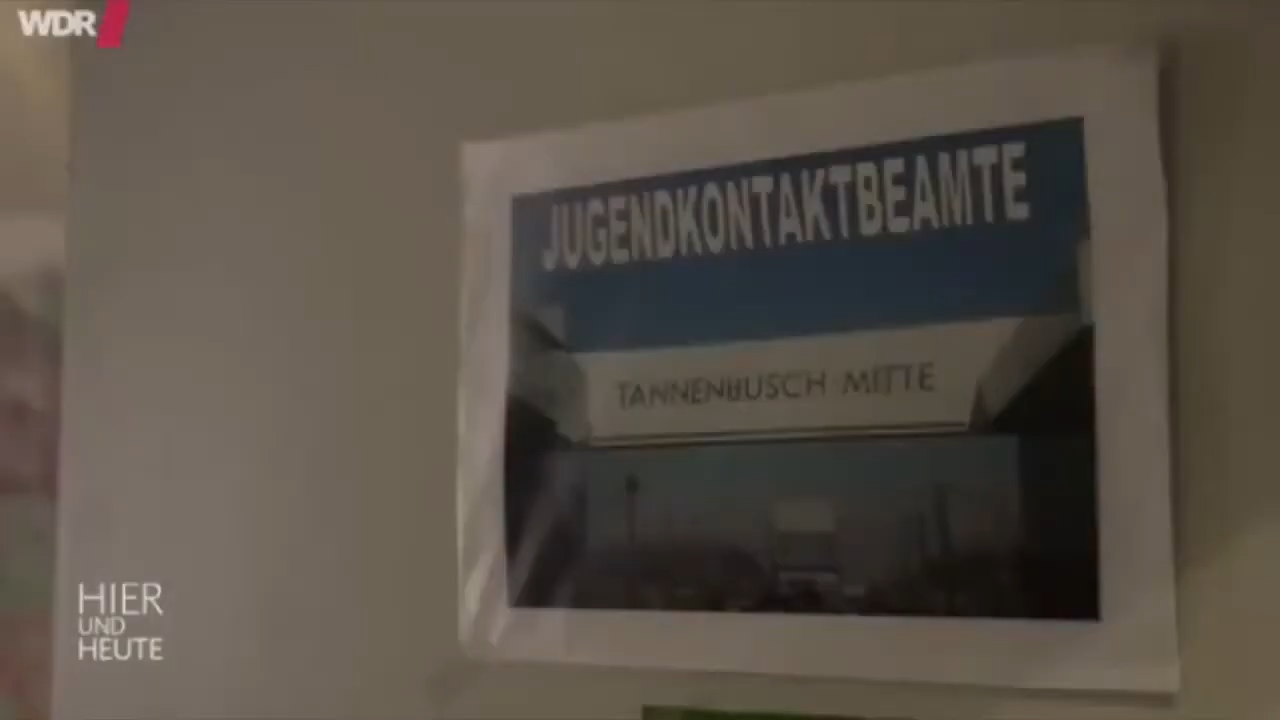 WDR
JUGENDKONTAKTBEAMTE
TANNENBUSCH-MITTE
HIER
UND
HEUTE